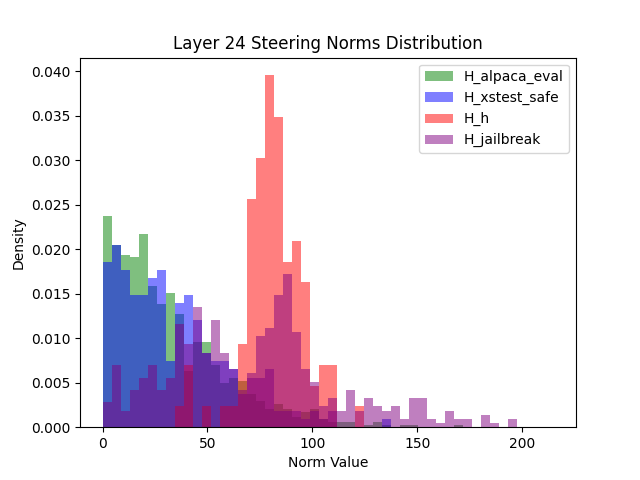 Layer 24 Steering Norms Distribution
H_alpaca_eval
H_xstest_safe
H_h
H_jailbreak
Density
0.040
0.035
0.030
0.025
0.020
0.015
0.010
0.005
0.000
0 50 100 150 200
Norm Value